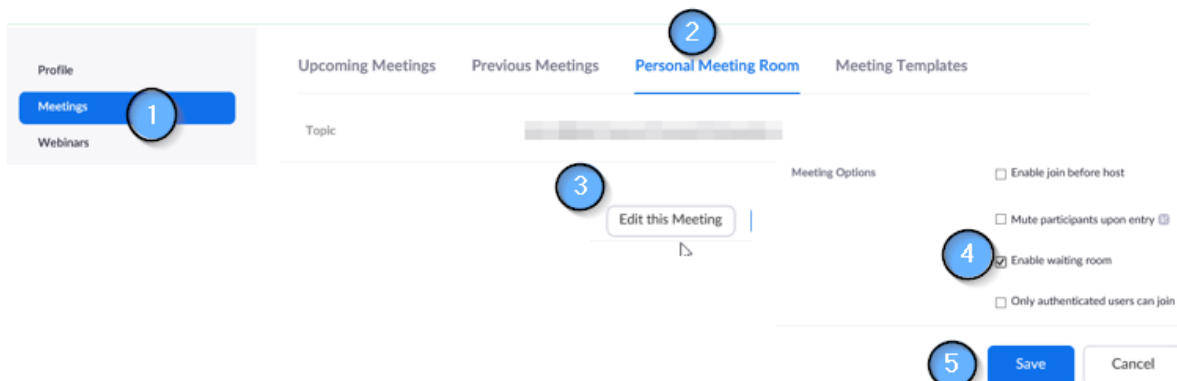 2
Upcoming Meetings Previous Meetings Personal Meeting Room Meeting Templates
Profile
Meetings 1
Webinars
Topic
3
Edit this Meeting
Meeting Options
Enable join before host
Mute participants upon entry
4 Enable waiting room
Only authenticated users can join
5 Save Cancel